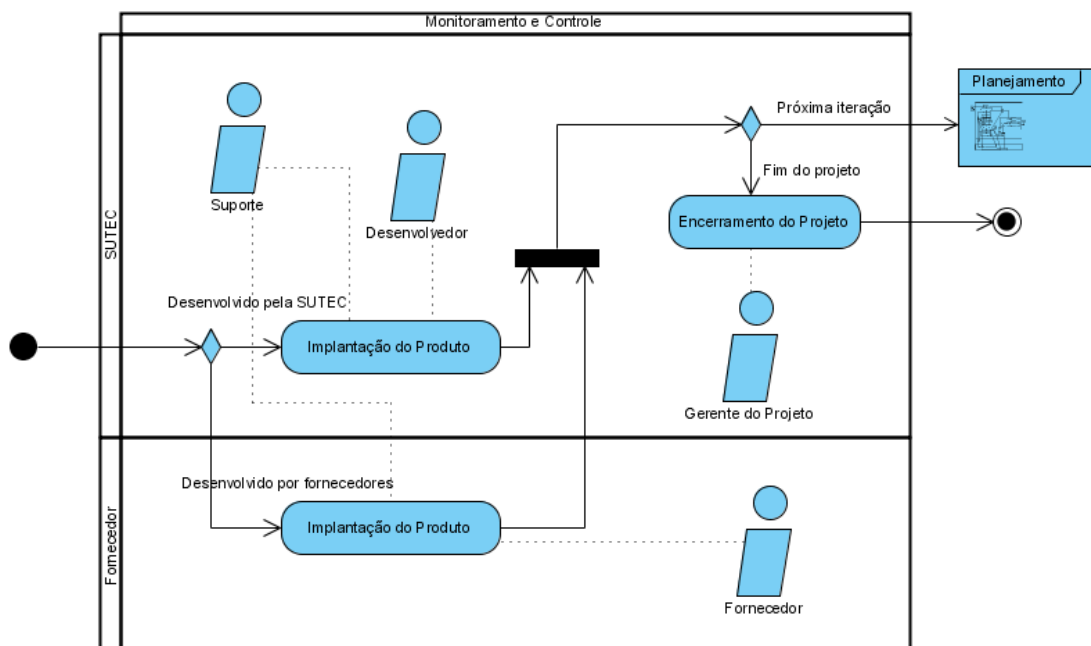 Monitoramento e Controle
Planejamento
Próxima iteração
Suporte
Desenvolvedor
Fim do projeto
Encerramento do Projeto
SUTEC
Desenvolvido pela SUTEC
Implantação do Produto
Gerente do Projeto
Desenvolvido por fornecedores
Implantação do Produto
Fornecedor
Fornecedor